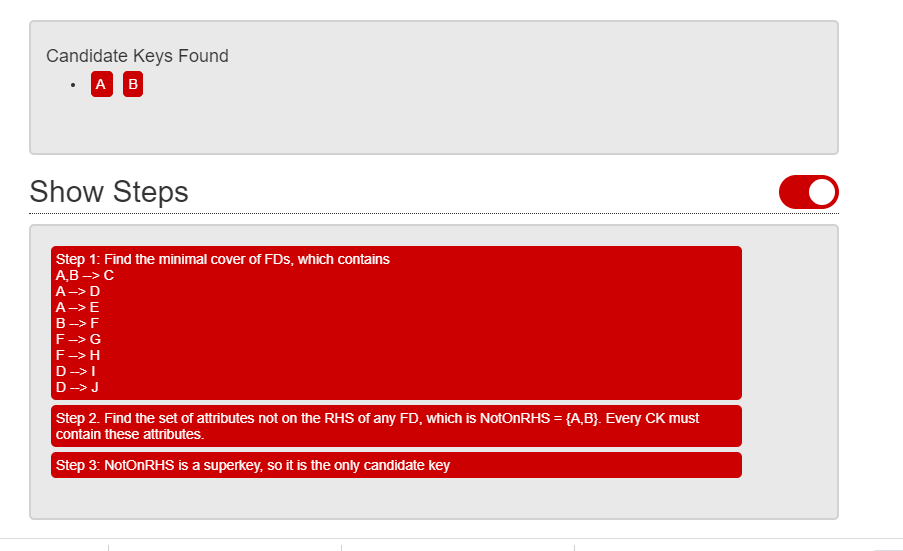 Candidate Keys Found
A B
Show Steps
Step 1: Find the minimal cover of FDs, which contains
A,B --> C
A --> D
A --> E
B --> F
F --> G
F --> H
D --> I
D --> J
Step 2. Find the set of attributes not on the RHS of any FD, which is NotOnRHS = {A,B}. Every CK must
contain these attributes.
Step 3: NotOnRHS is a superkey, so it is the only candidate key